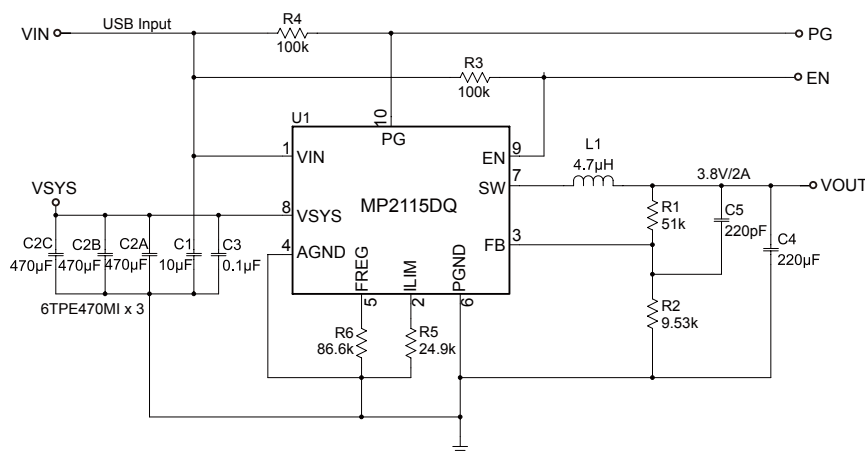 VIN
USB Input
R4
100k
PG
R3
100k
EN
U1
10
PG
1
VIN
EN
9
L1
4.7µH
SW
7
3.8V/2A
VOUT
MP2115DQ
VSYS
8
VSYS
R1
51k
C5
220pF
C4
220µF
C2C
470µF
C2B
470µF
C2A
470µF
C1
10µF
C3
0.1µF
4
AGND
FB
3
FREG
ILIM
PGND
5
2
6
6TPE470MI x 3
R6
86.6k
R5
24.9k
R2
9.53k